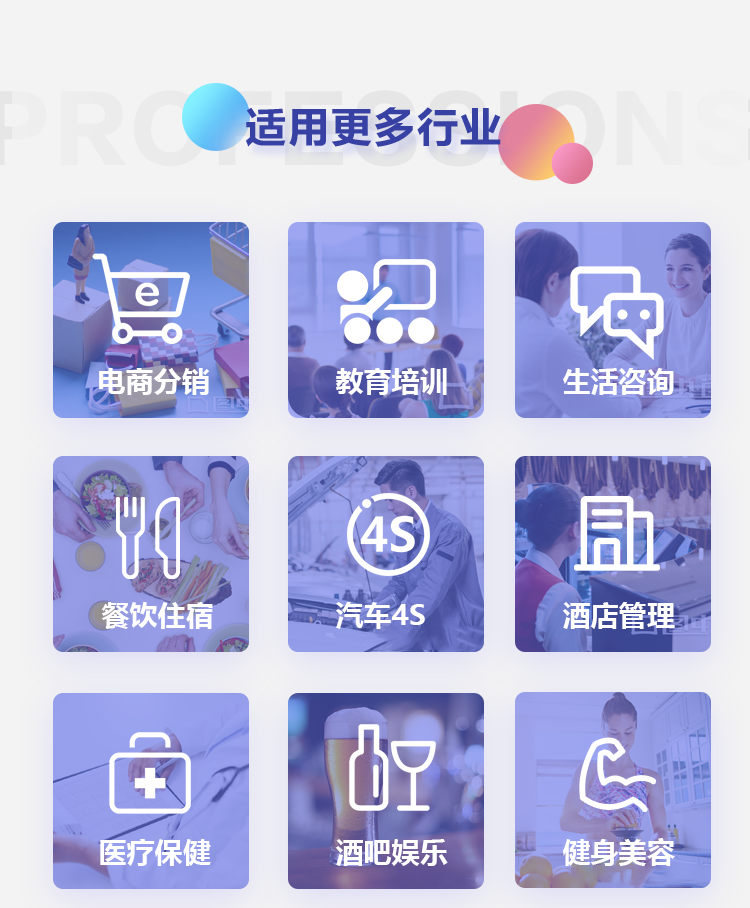 PROFESSIONS
适用更多行业
e
电商分销
教育培训
生活咨询
餐饮住宿
4S
汽车4S
酒店管理
医疗保健
酒吧娱乐
健身美容